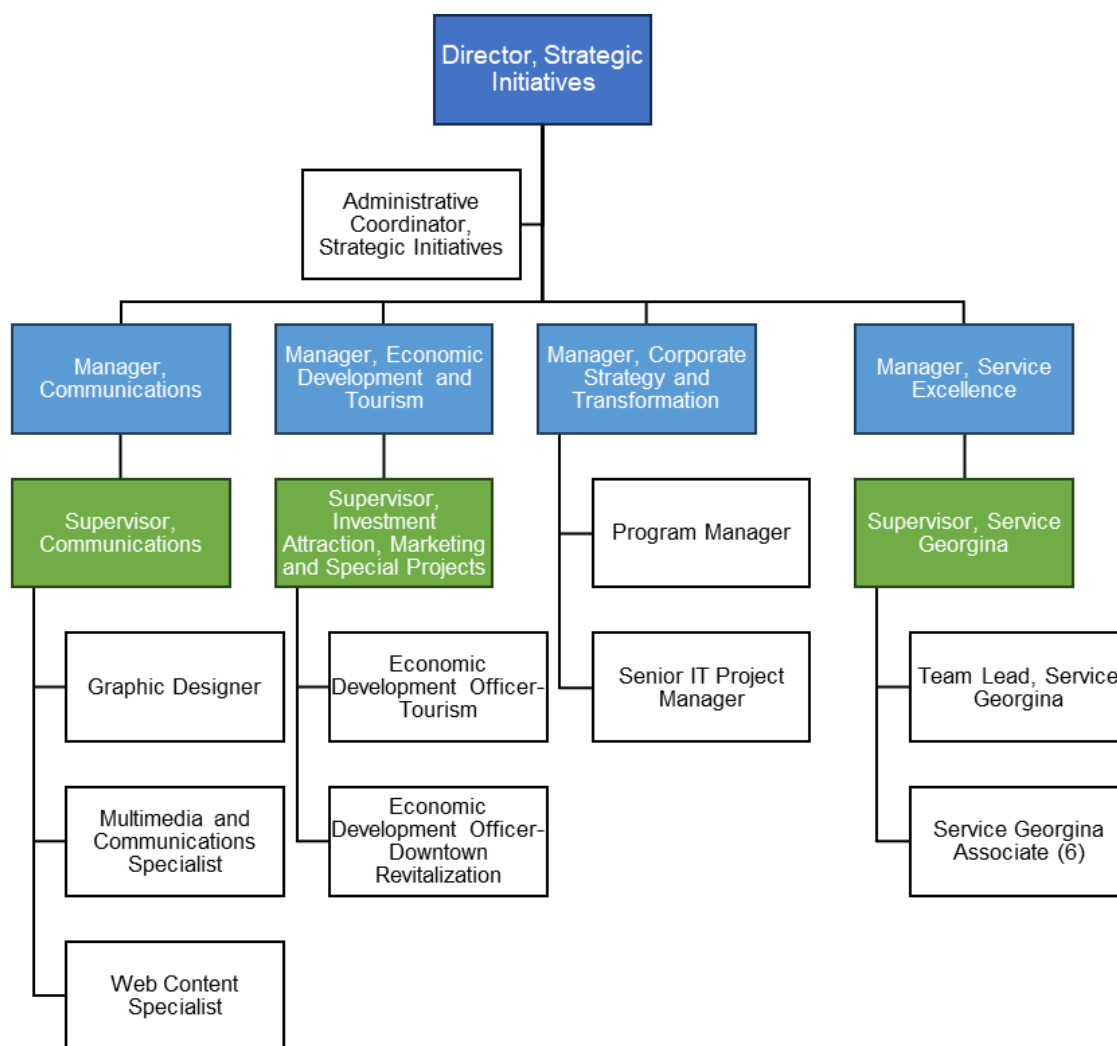 Director, Strategic
Initiatives
Administrative
Coordinator,
Strategic Initiatives
Manager,
Communications
Manager, Economic
Development and
Tourism
Manager, Corporate
Strategy and
Transformation
Manager, Service
Excellence
Supervisor,
Communications
Supervisor,
Investment
Attraction, Marketing
and Special Projects
Program Manager
Supervisor, Service
Georgina
Graphic Designer
Economic
Development Officer-
Tourism
Senior IT Project
Manager
Team Lead, Service
Georgina
Multimedia and
Communications
Specialist
Economic
Development Officer-
Downtown
Revitalization
Service Georgina
Associate (6)
Web Content
Specialist